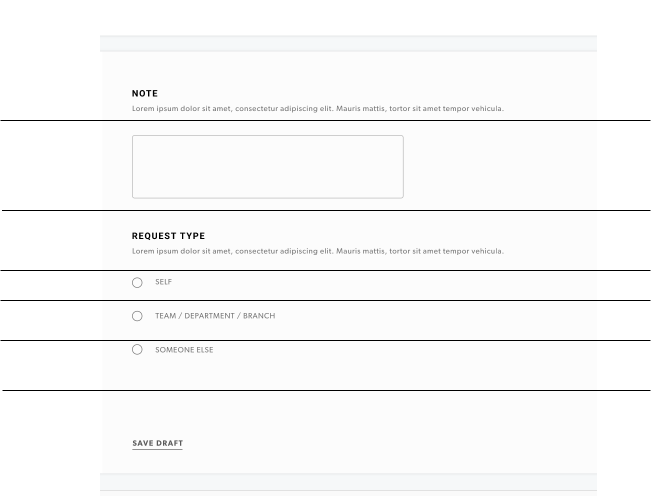 NOTE
Lorem ipsum dolor sit amet, consectetur adipiscing elit. Mauris mattis, tortor sit amet tempor vehicula.
REQUEST TYPE
Lorem ipsum dolor sit amet, consectetur adipiscing elit. Mauris mattis, tortor sit amet tempor vehicula.
SELF
TEAM / DEPARTMENT / BRANCH
SOMEONE ELSE
SAVE DRAFT